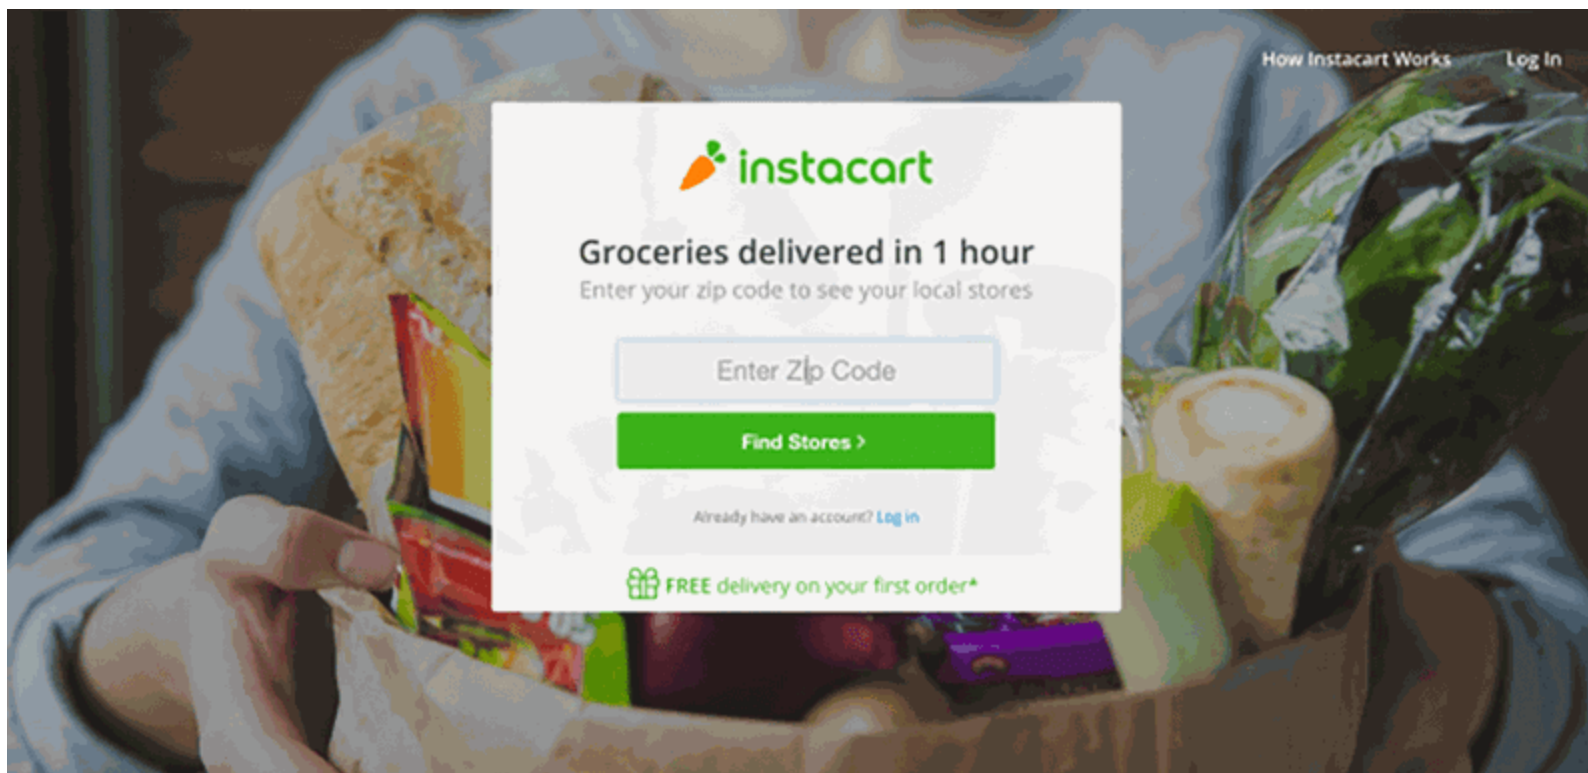 How Instacart Works Log In
instacart
Groceries delivered in 1 hour
Enter your zip code to see your local stores
Enter Zip Code
Find Stores >
Already have an account? Log in
FREE delivery on your first order*